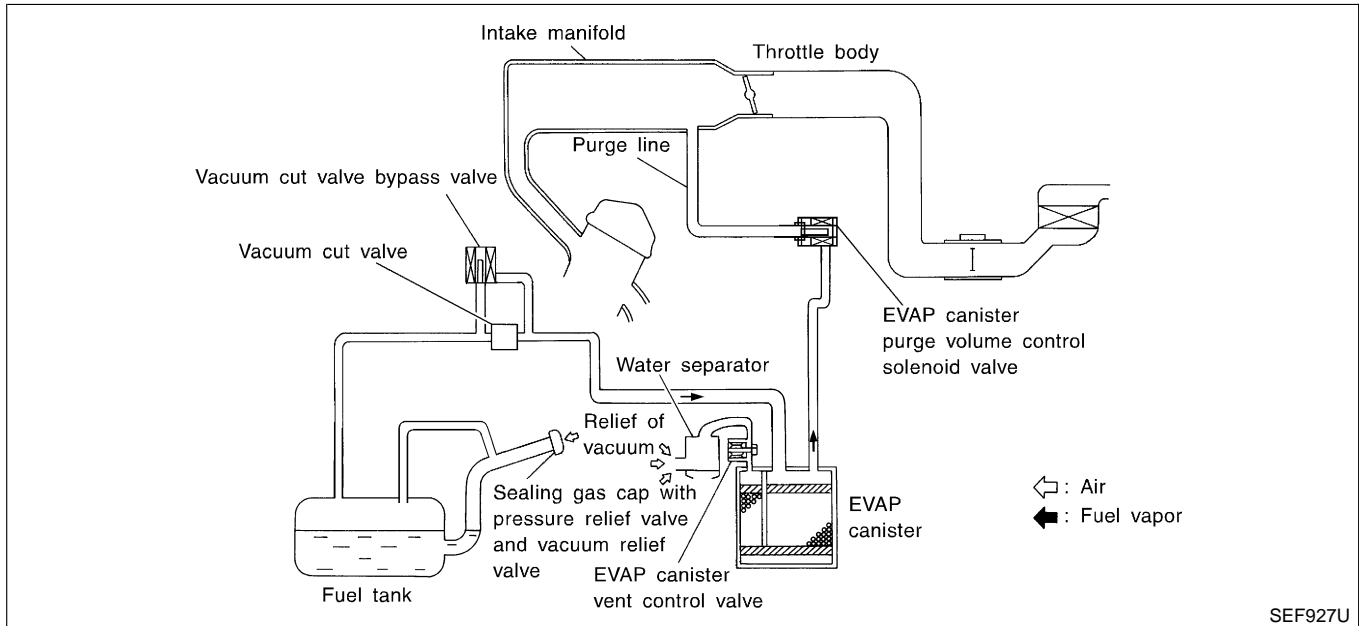 Intake manifold
Throttle body
Purge line
Vacuum cut valve bypass valve
Vacuum cut valve
EVAP canister
purge volume control
solenoid valve
Water separator
Relief of
vacuum
Sealing gas cap with
pressure relief valve
and vacuum relief
valve
EVAP canister
vent control valve
EVAP
canister
Fuel tank
: Air
: Fuel vapor
SEF927U